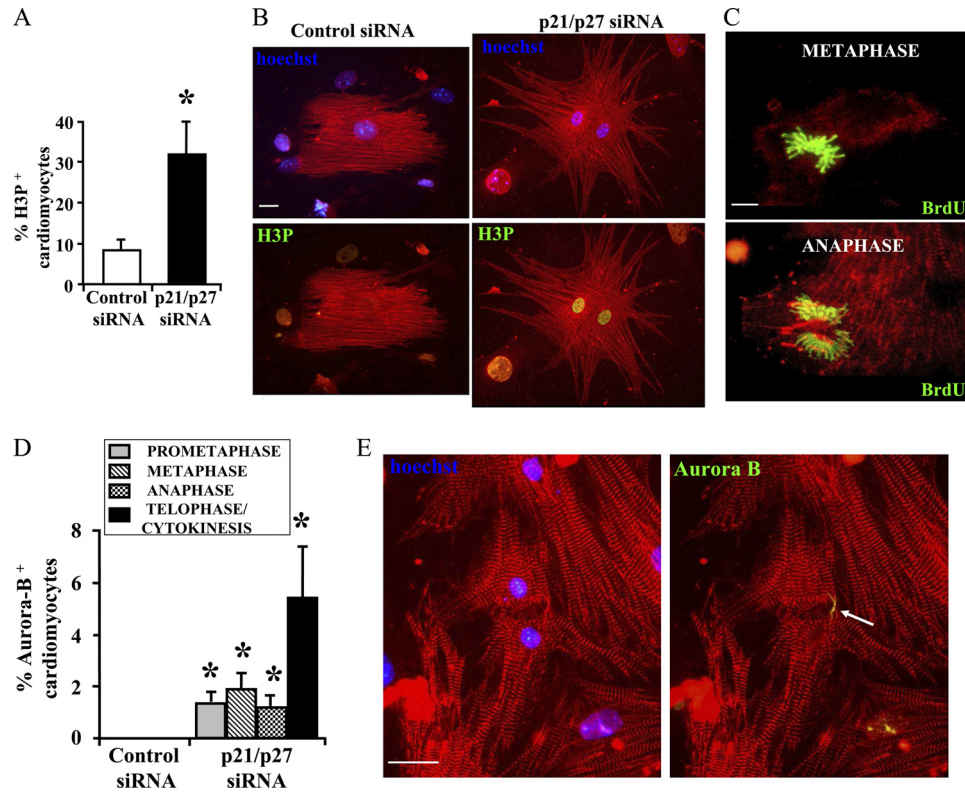 A
% H3P +
cardiomyocytes
40
30
20
10
0
*
Control
siRNA
p21/p27
siRNA
B
Control siRNA
p21/p27 siRNA
hoechst
hoechst
H3P
H3P
C
METAPHASE
BrdU
ANAPHASE
BrdU
D
PROMETAPHASE
METAPHASE
ANAPHASE
TELOPHASE/
CYTOKINESIS
% Aurora-B +
cardiomyocytes
8
6
4
2
0
*
*
*
*
Control
siRNA
p21/p27
siRNA
E
hoechst
Aurora B